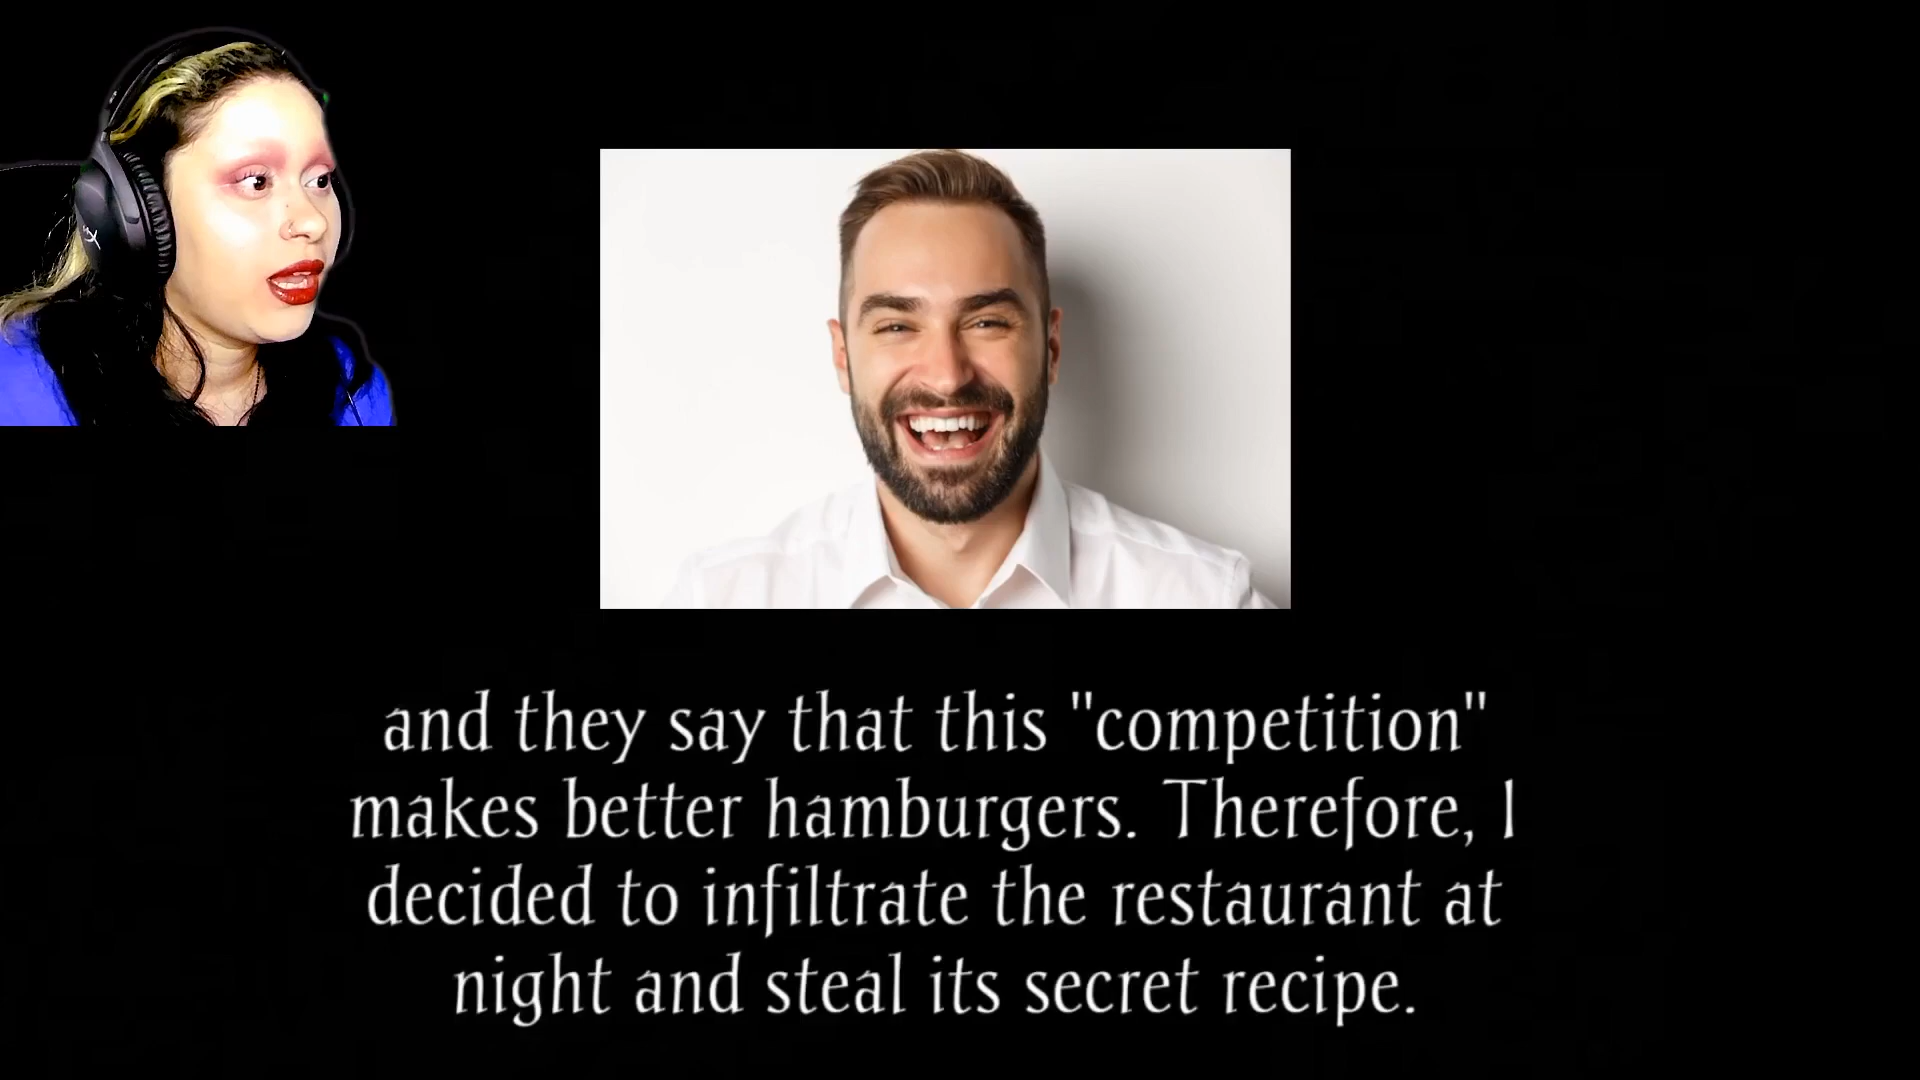 and they say that this "competition"
makes better hamburgers. Therefore, I
decided to infiltrate the restaurant at
night and steal its secret recipe.